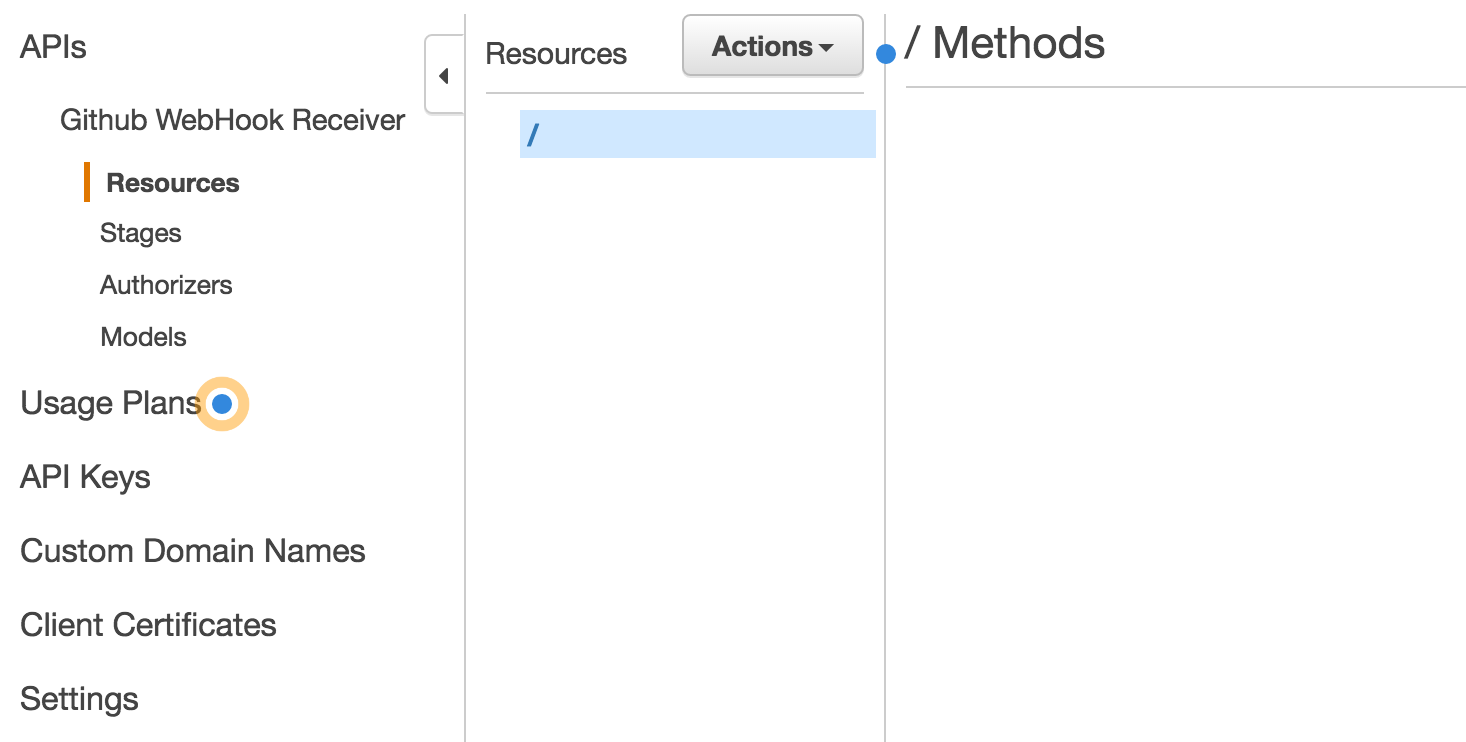 APIs
Github WebHook Receiver
Resources
Stages
Authorizers
Models
Usage Plans
API Keys
Custom Domain Names
Client Certificates
Settings
Resources
Actions
/
/ Methods